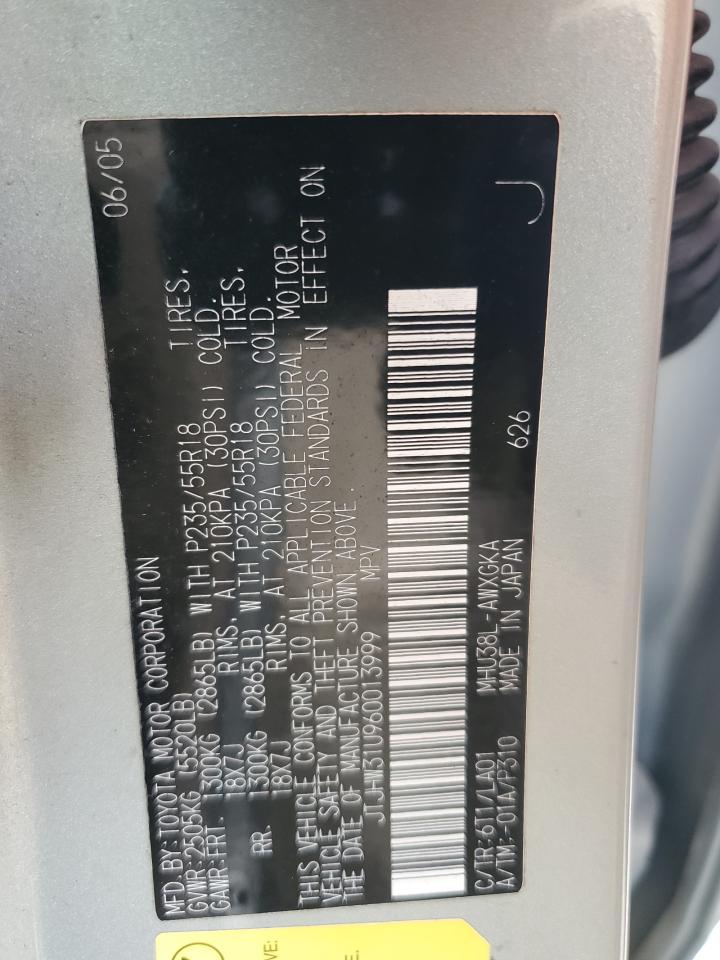 MFD.BY:TOYOTA MOTOR CORPORATION 06/05
GVWR:2505KG (5520LB)
GAWR:FRT. 1300KG (2865LB) WITH P235/55R18 TIRES,
18X7J RIMS, AT 210KPA (30PSI) COLD.
RR. 1300KG (2865LB) WITH P235/55R18 TIRES,
18X7J RIMS, AT 210KPA (30PSI) COLD.
THIS VEHICLE CONFORMS TO ALL APPLICABLE FEDERAL MOTOR
VEHICLE SAFETY AND THEFT PREVENTION STANDARDS IN EFFECT ON
THE DATE OF MANUFACTURE SHOWN ABOVE.
JTJHW31U960013999 MPV
C/TR:611/LA01 MHU38L-AWXGKA
A/TM:-01A/P310 MADE IN JAPAN 626 J
VE:
E.